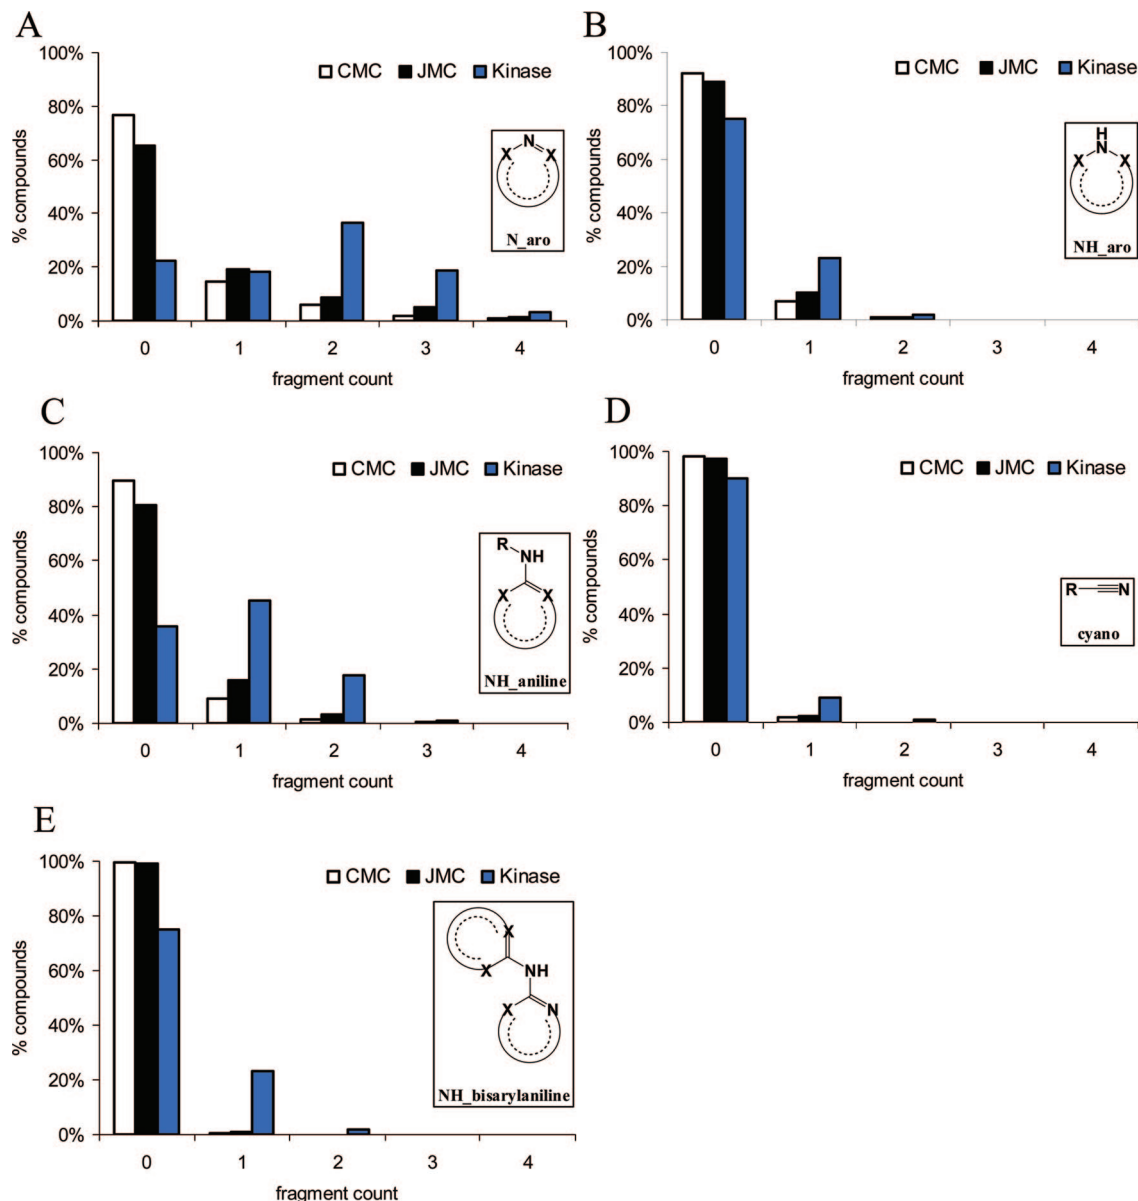 A
100%
80%
60%
40%
20%
0%
% compounds
CMC JMC Kinase
N
X X
N_aro
0 1 2 3 4
fragment count
B
100%
80%
60%
40%
20%
0%
% compounds
CMC JMC Kinase
H
N
X X
NH_aro
0 1 2 3 4
fragment count
C
100%
80%
60%
40%
20%
0%
% compounds
CMC JMC Kinase
R
NH
X X
NH_aniline
0 1 2 3 4
fragment count
D
100%
80%
60%
40%
20%
0%
% compounds
CMC JMC Kinase
R N
cyano
0 1 2 3 4
fragment count
E
100%
80%
60%
40%
20%
0%
% compounds
CMC JMC Kinase
X
X NH
X N
NH_bisarylaniline
0 1 2 3 4
fragment count